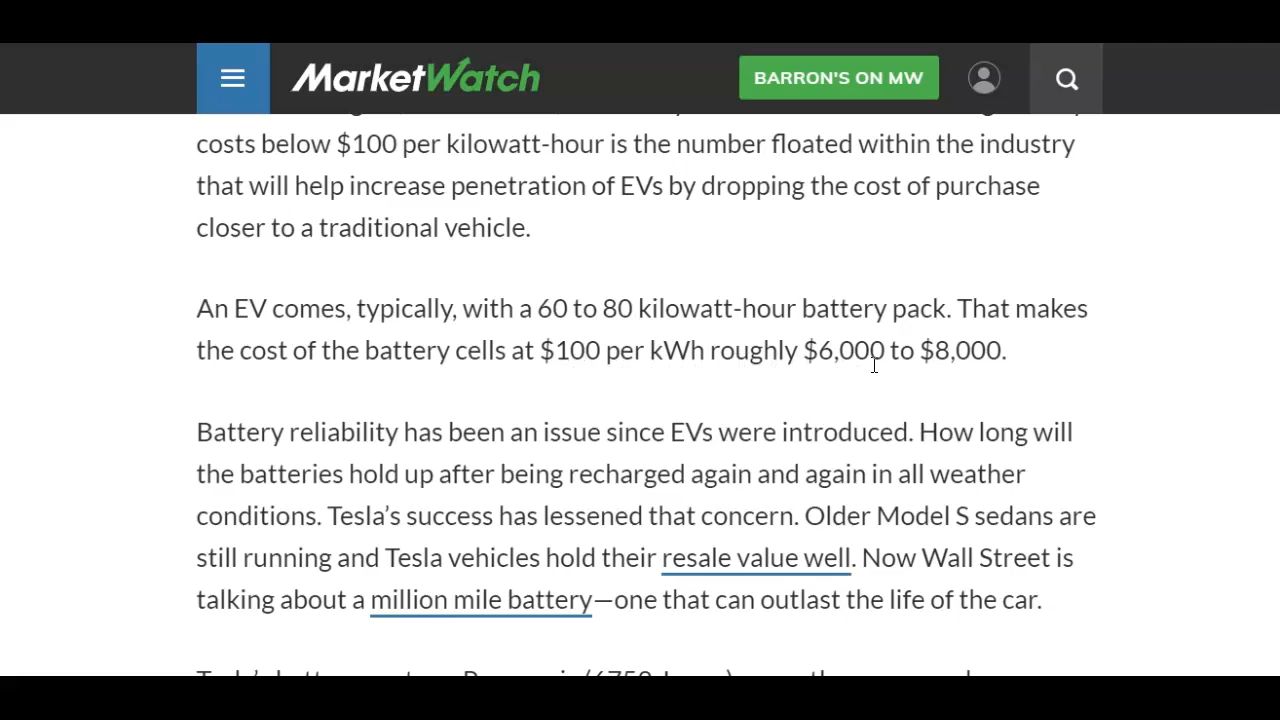 MarketWatch
BARRON'S ON MW
costs below $100 per kilowatt-hour is the number floated within the industry
that will help increase penetration of EVs by dropping the cost of purchase
closer to a traditional vehicle.
An EV comes, typically, with a 60 to 80 kilowatt-hour battery pack. That makes
the cost of the battery cells at $100 per kWh roughly $6,000 to $8,000.
Battery reliability has been an issue since EVs were introduced. How long will
the batteries hold up after being recharged again and again in all weather
conditions. Tesla’s success has lessened that concern. Older Model S sedans are
still running and Tesla vehicles hold their resale value well. Now Wall Street is
talking about a million mile battery—one that can outlast the life of the car.